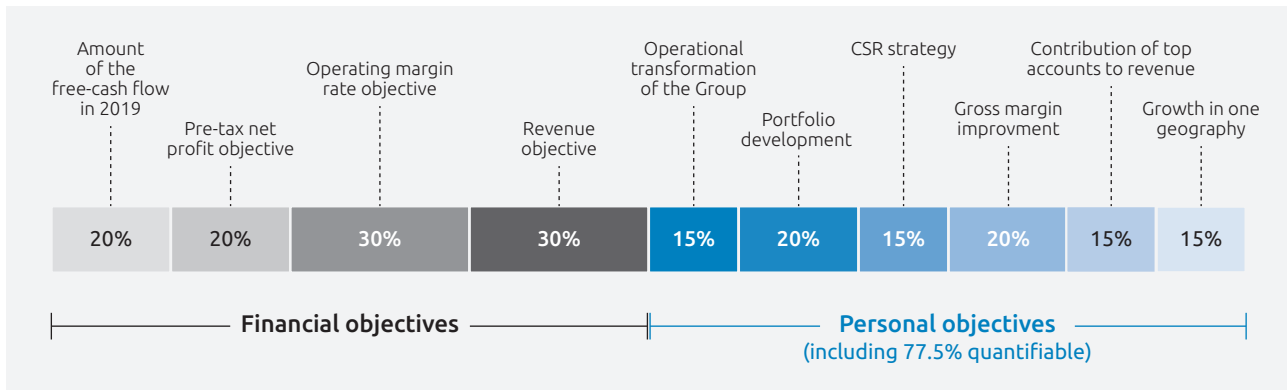 Amount
of the
free-cash flow
in 2019
Pre-tax net
profit objective
Operating margin
rate objective
Revenue
objective
Operational
transformation
of the Group
Portfolio
development
CSR strategy
Gross margin
improvment
Contribution of top
accounts to revenue
Growth in one
geography
20%
20%
30%
30%
15%
20%
15%
20%
15%
15%
Financial objectives
Personal objectives
(including 77.5% quantifiable)